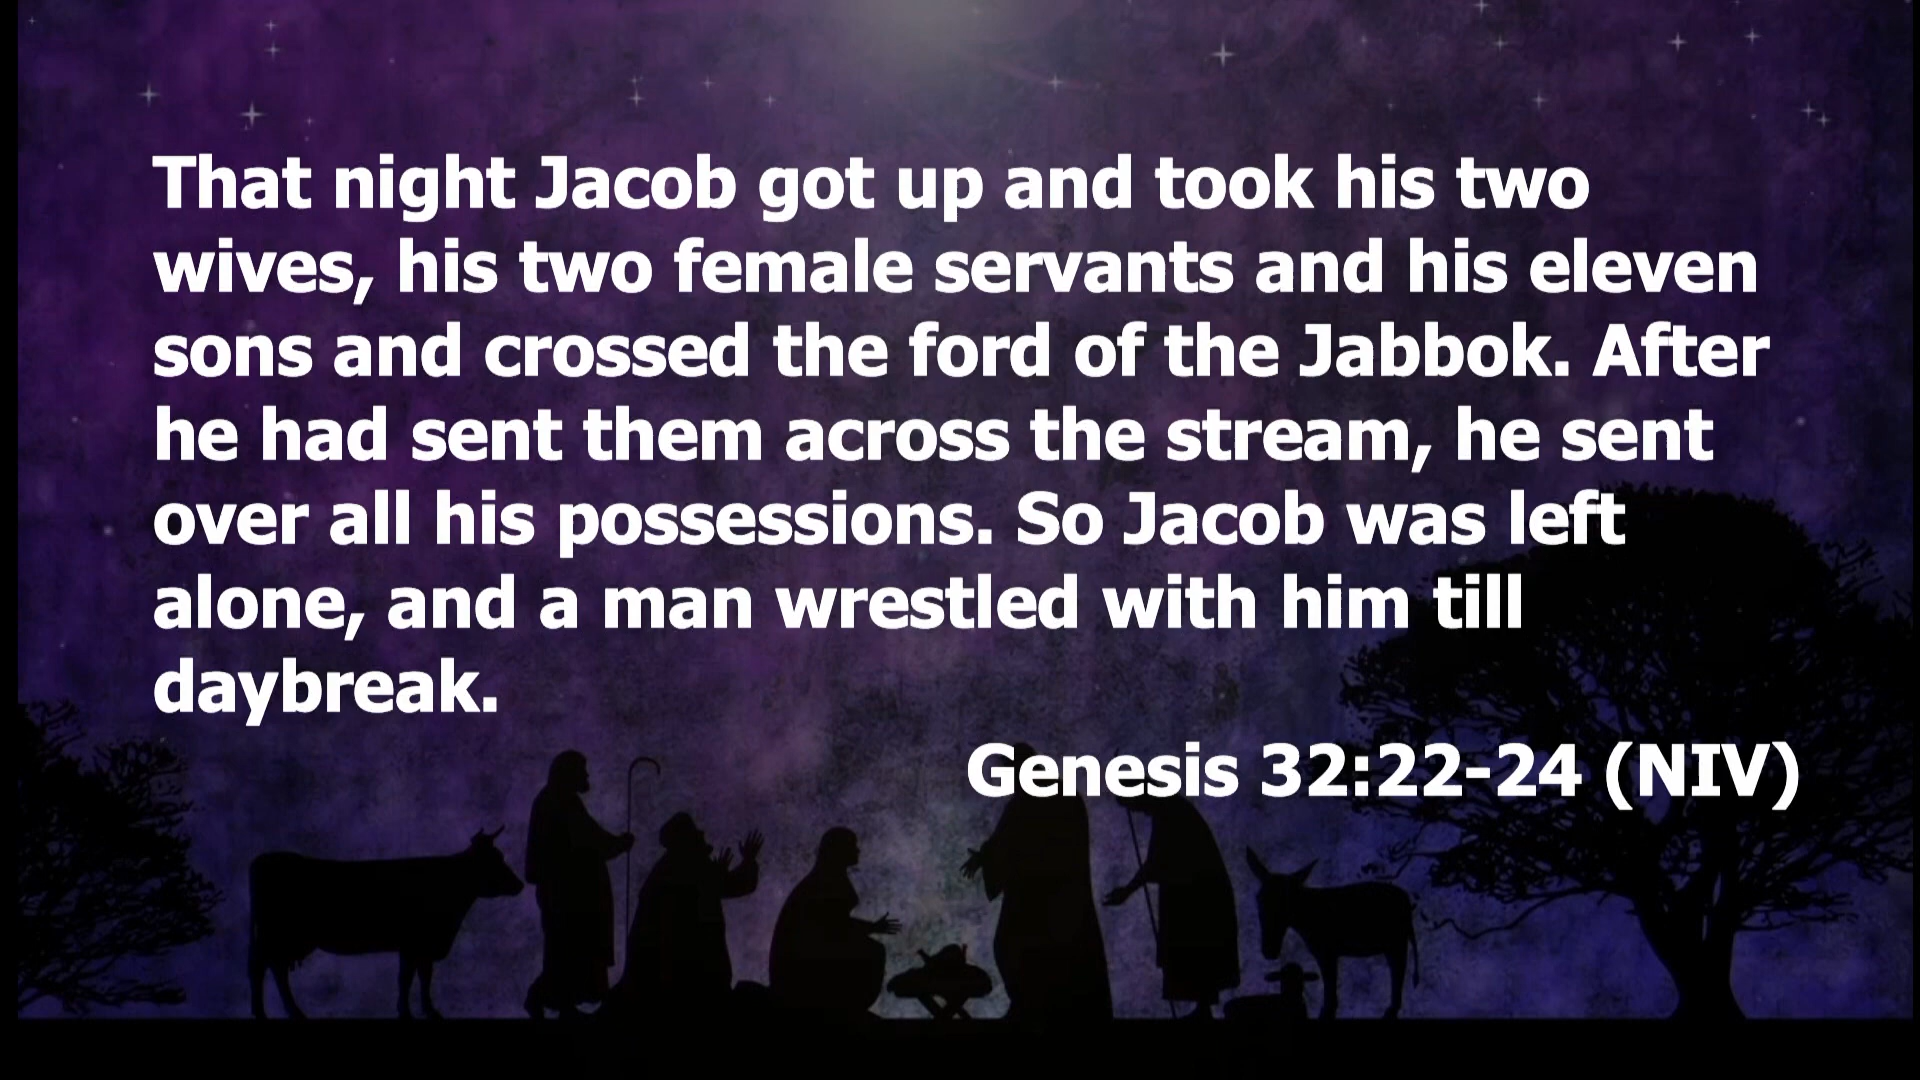 That night Jacob got up and took his two
wives, his two female servants and his eleven
sons and crossed the ford of the Jabbok. After
he had sent them across the stream, he sent
over all his possessions. So Jacob was left
alone, and a man wrestled with him till
daybreak.
Genesis 32:22-24 (NIV)